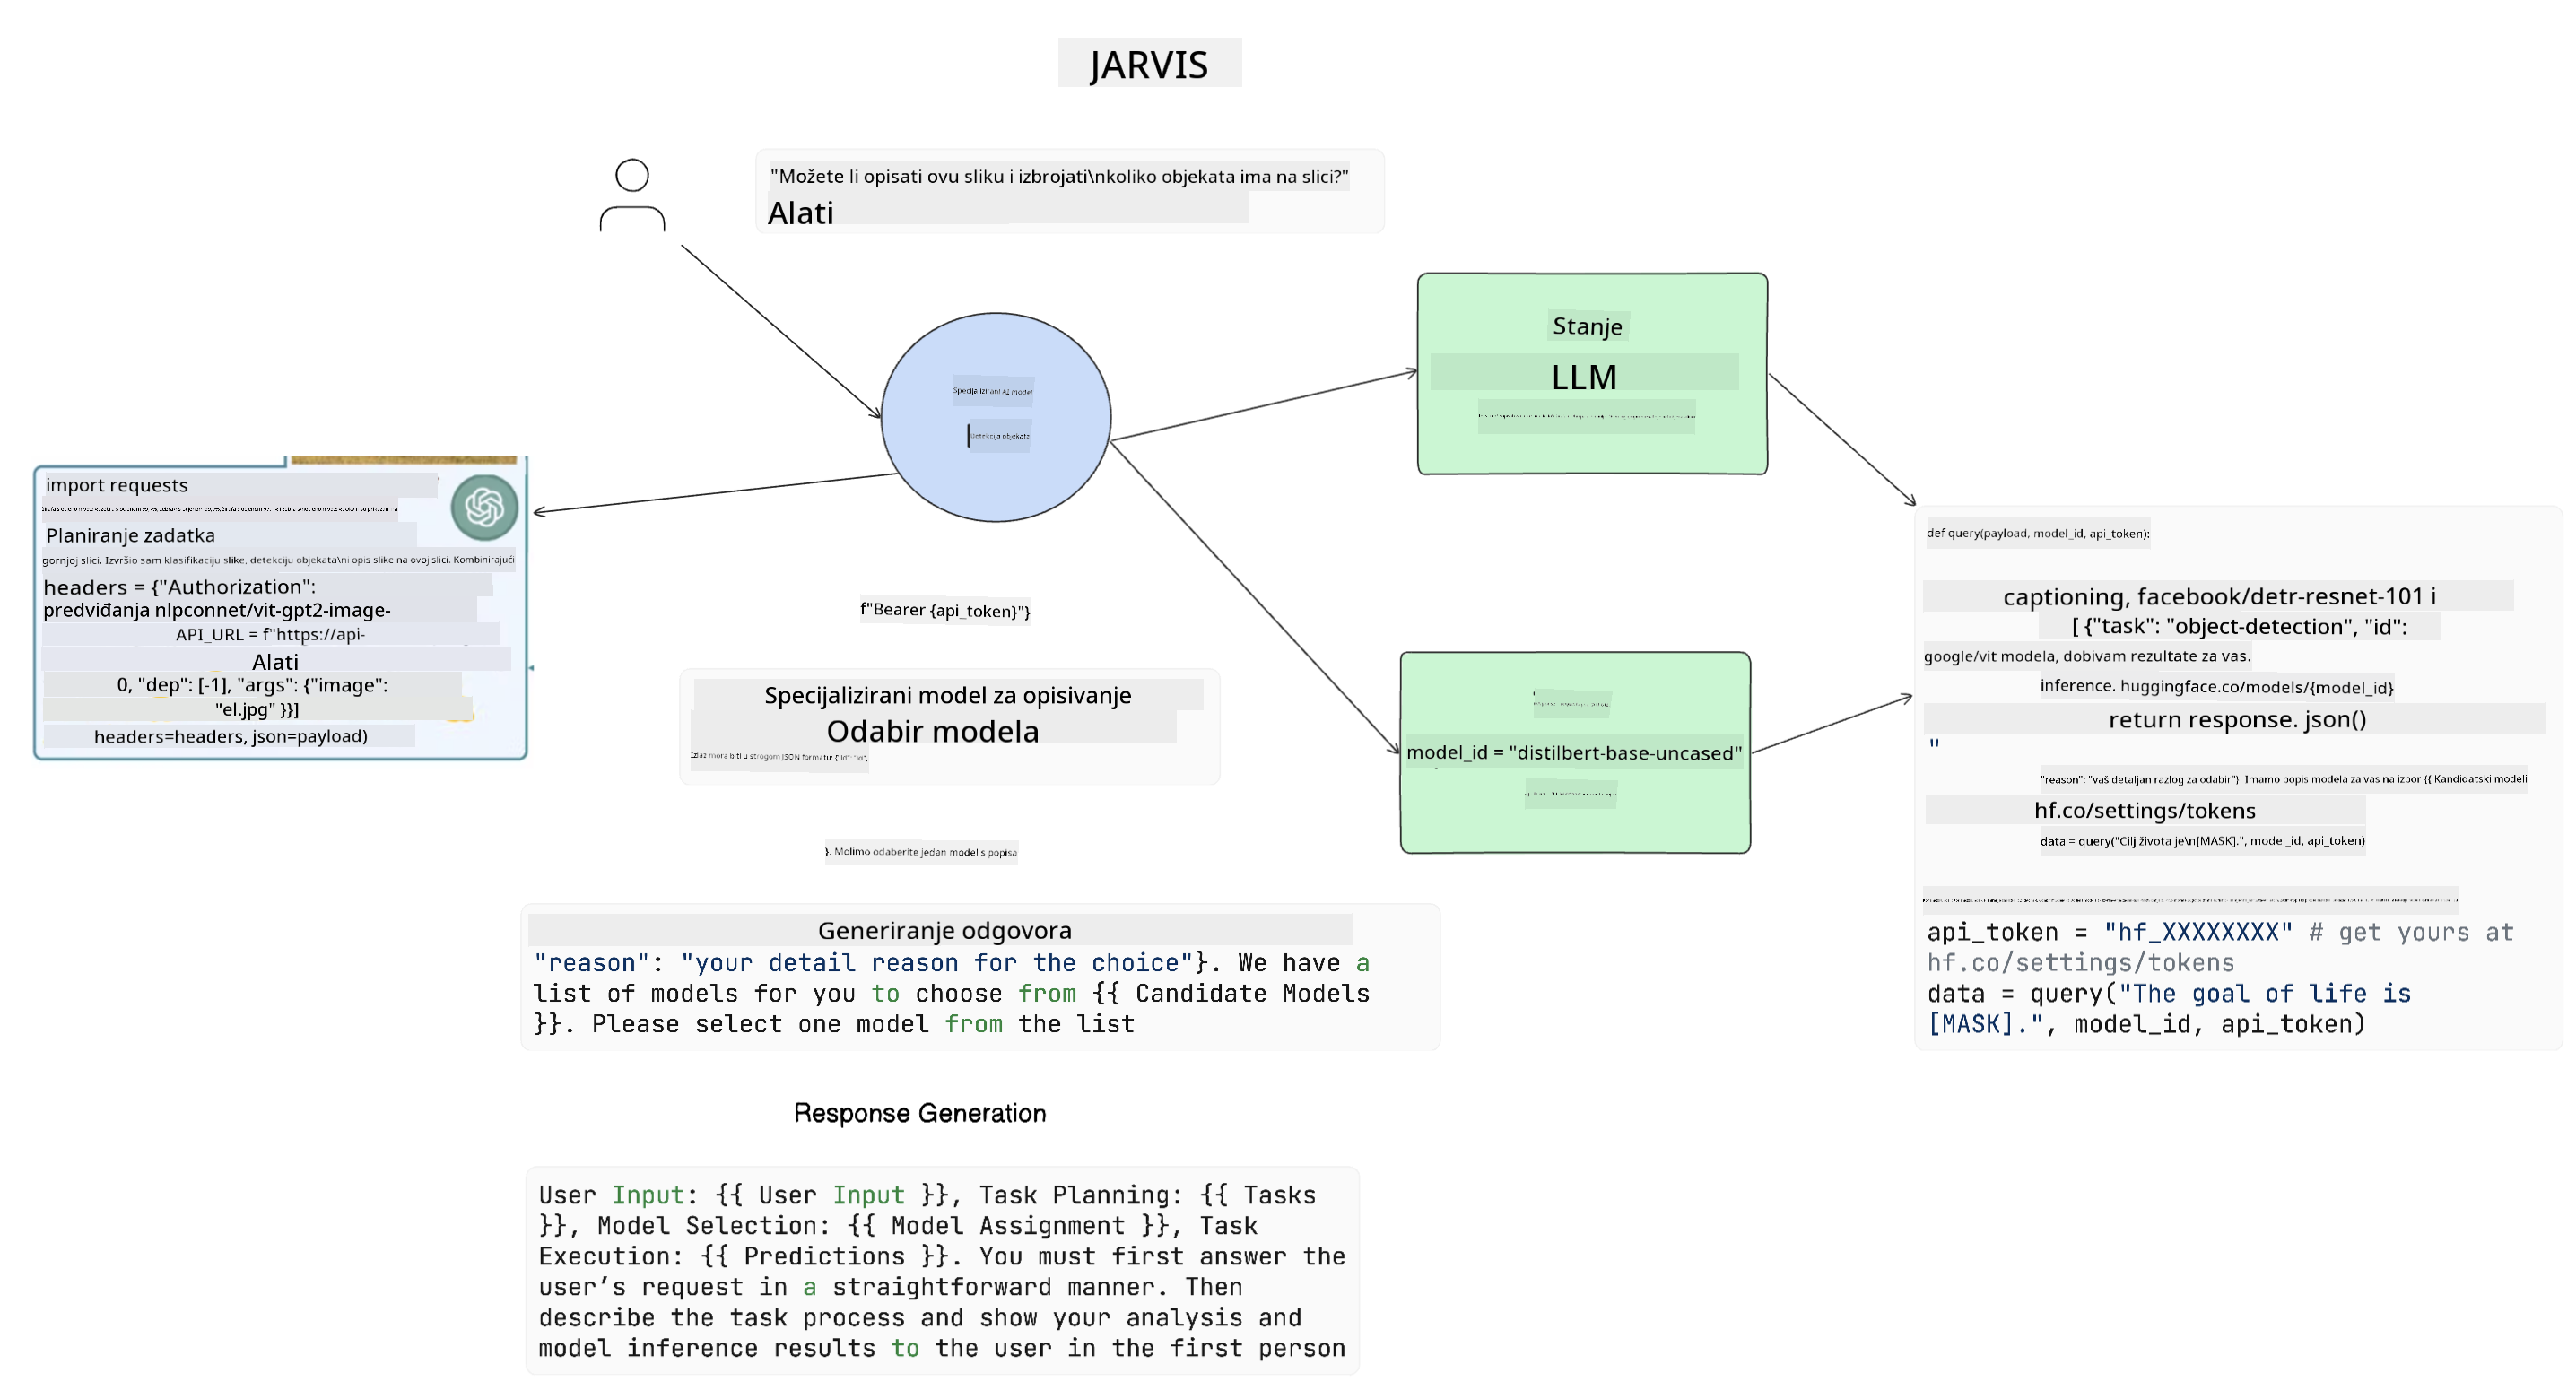 JARVIS
"Možete li opisati ovu sliku i izbrojati\nkoliko objekata ima na slici?"
Alati
Specijalizirani AI model
Detekcija objekata
Stanje
LLM
import requests
Planiranje zadatka
gornjoj slici. Izvršio sam klasifikaciju slike, detekciju objekata\ni opis slike na ovoj slici. Kombinirajući
headers = {"Authorization":
predviđanja nlpconnet/vit-gpt2-image-
API_URL = f"https://api-
Alati
0, "dep": [-1], "args": {"image":
"el.jpg" }}]
headers=headers, json=payload)
f"Bearer {api_token}"}
Specijalizirani model za opisivanje
Odabir modela
Izlaz mora biti u strogom JSON formatu: {"id": "id",
}. Molimo odaberite jedan model s popisa
model_id = "distilbert-base-uncased"
def query(payload, model_id, api_token):
captioning, facebook/detr-resnet-101 i
[ {"task": "object-detection", "id":
google/vit modela, dobivam rezultate za vas.
inference. huggingface.co/models/{model_id}
return response. json()
"
"reason": "vaš detaljan razlog za odabir"}. Imamo popis modela za vas na izbor {{ Kandidatski modeli
hf.co/settings/tokens
data = query("Cilj života je\n[MASK].", model_id, api_token)
api_token = "hf_XXXXXXXX" # get yours at
hf.co/settings/tokens
data = query("The goal of life is
[MASK].", model_id, api_token)
Generiranje odgovora
"reason": "your detail reason for the choice"}. We have a
list of models for you to choose from {{ Candidate Models
}}. Please select one model from the list
Response Generation
User Input: {{ User Input }}, Task Planning: {{ Tasks
}}, Model Selection: {{ Model Assignment }}, Task
Execution: {{ Predictions }}. You must first answer the
user’s request in a straightforward manner. Then
describe the task process and show your analysis and
model inference results to the user in the first person